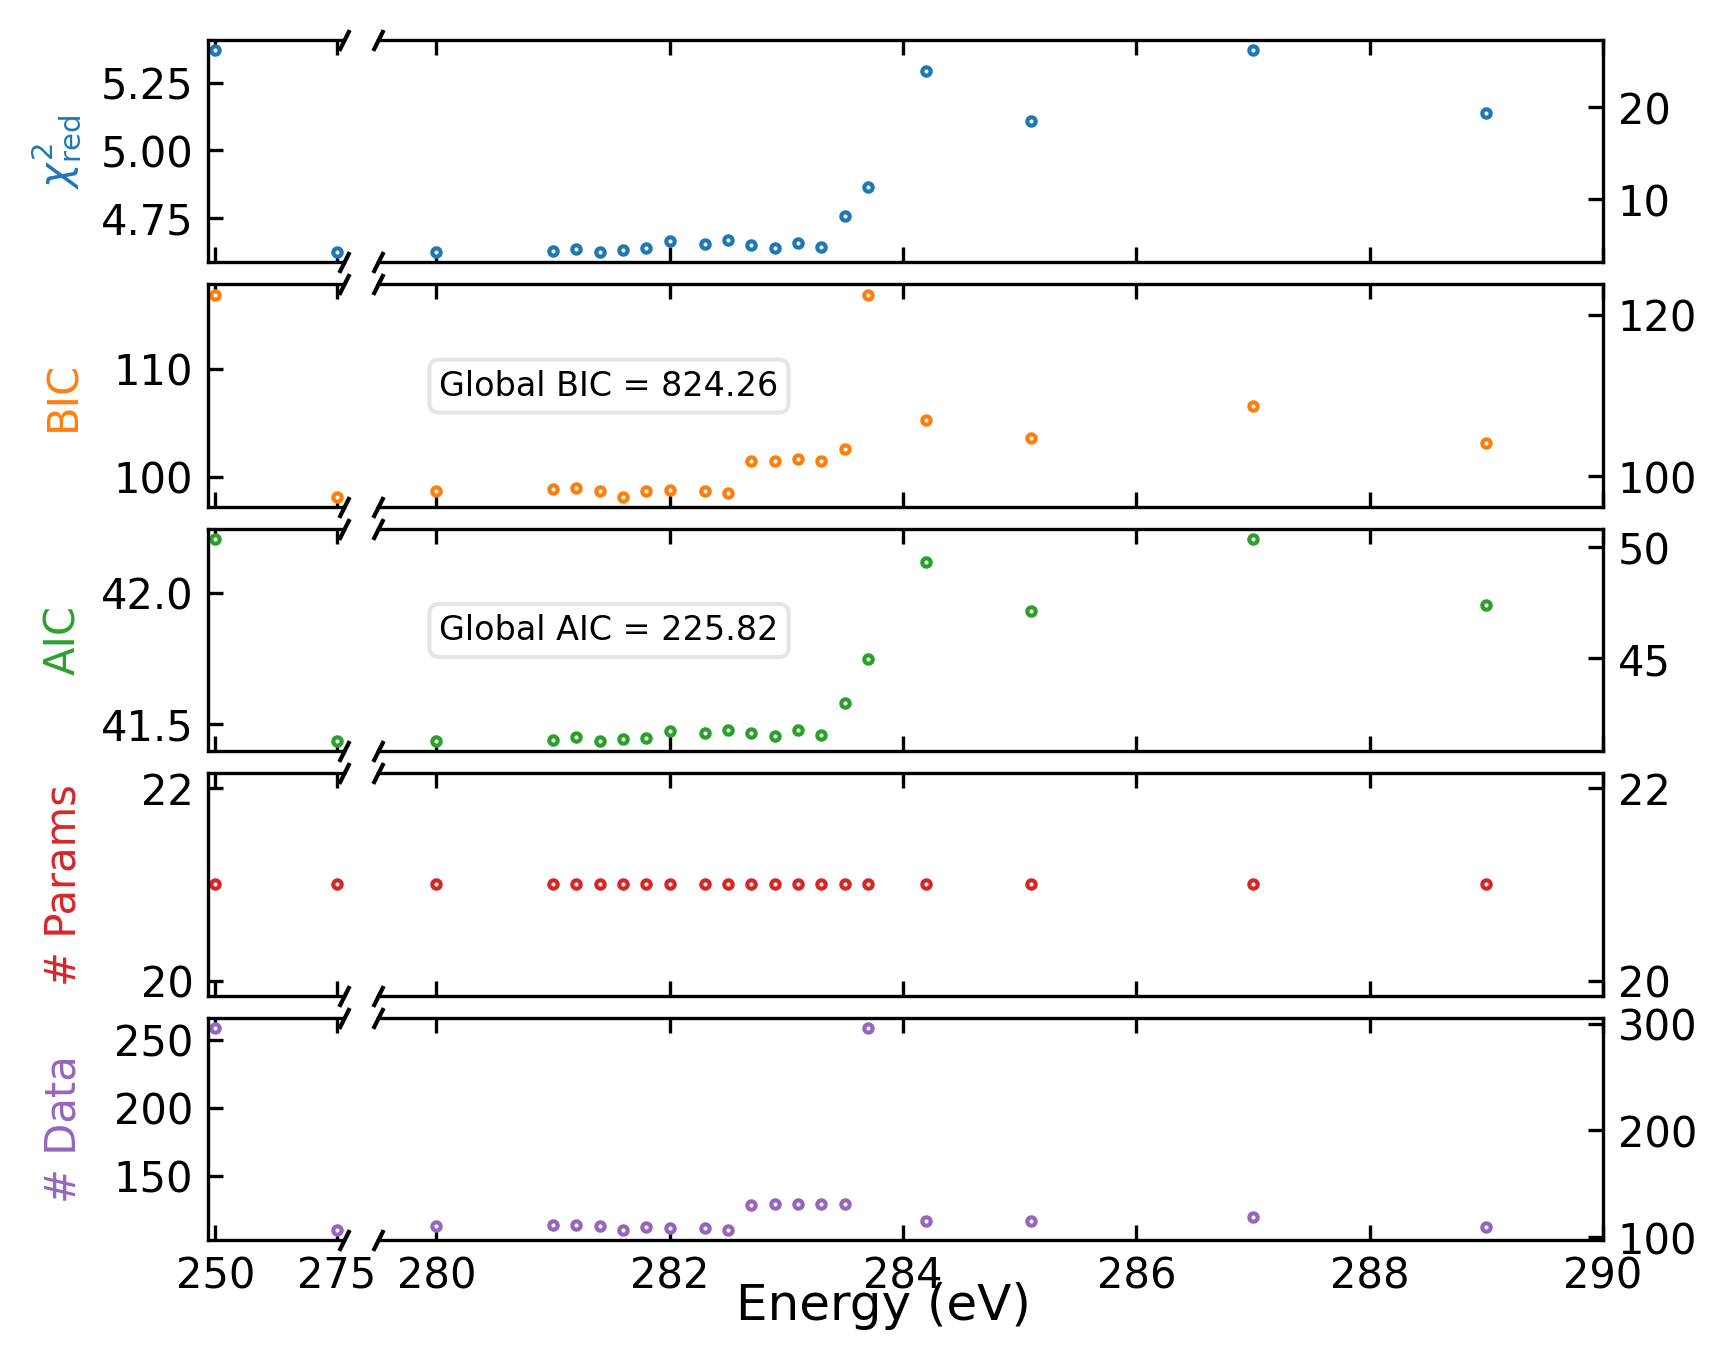 χ²red
5.25
5.00
4.75
20
10
BIC
110
100
Global BIC = 824.26
120
100
AIC
42.0
41.5
Global AIC = 225.82
50
45
# Params
22
20
22
20
# Data
250
200
150
300
200
100
250 275 280 282 284 286 288 290
Energy (eV)